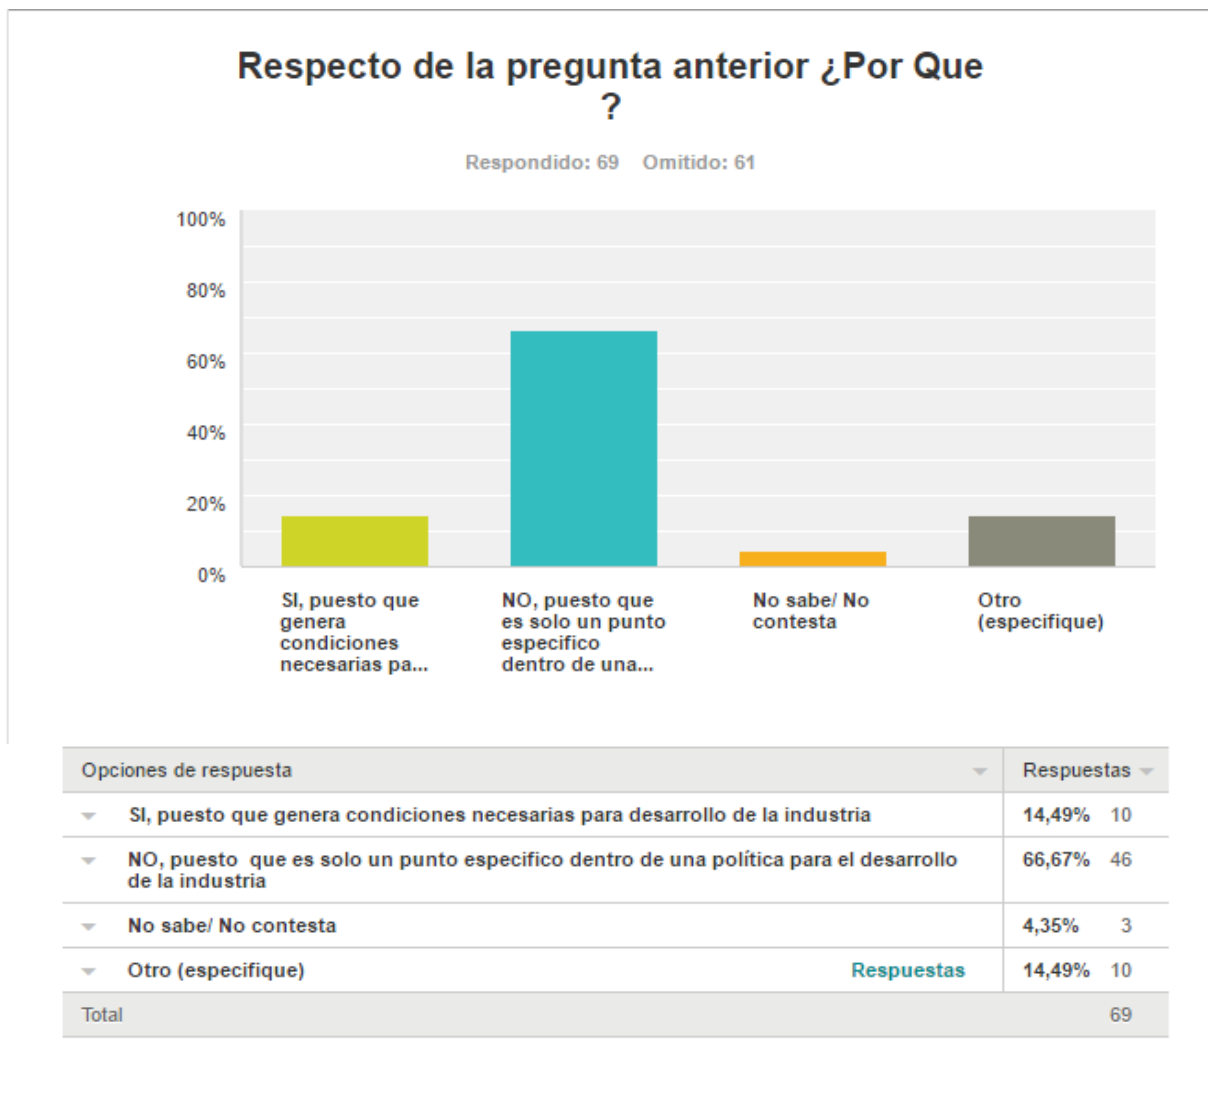 Respecto de la pregunta anterior ¿Por Que
?
Respondido: 69 Omitido: 61
100%
80%
60%
40%
20%
0%
SI, puesto que
genera
condiciones
necesarias pa...
NO, puesto que
es solo un punto
especifico
dentro de una...
No sabe/ No
contesta
Otro
(especifique)
Opciones de respuesta Respuestas
SI, puesto que genera condiciones necesarias para desarrollo de la industria 14,49% 10
NO, puesto que es solo un punto especifico dentro de una política para el desarrollo 66,67% 46
de la industria
No sabe/ No contesta 4,35% 3
Otro (especifique) Respuestas 14,49% 10
Total 69